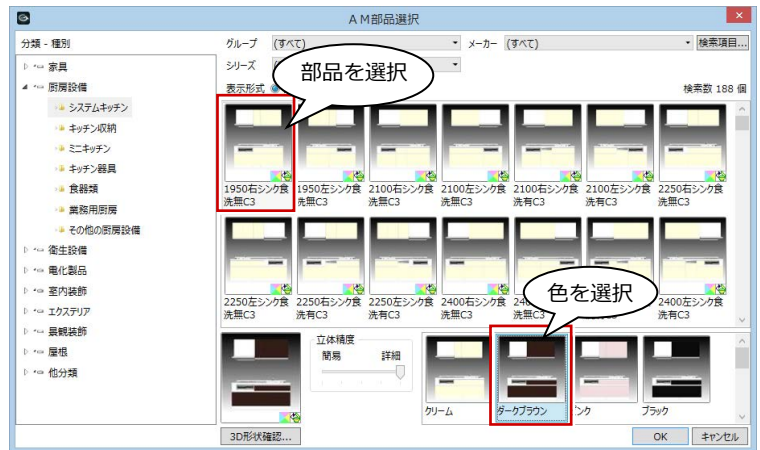 AM部品選択
分類 - 種別
グループ (すべて)
メーカー (すべて)
検索項目...
シリーズ
部品を選択
表示形式
検索数 188 個
家具
厨房設備
システムキッチン
キッチン収納
ミニキッチン
キッチン器具
食器類
業務用厨房
その他の厨房設備
衛生設備
電化製品
室内装飾
エクステリア
景観装飾
屋根
他分類
1950右シンク食洗無C3
1950左シンク食洗無C3
2100右シンク食洗無C3
2100左シンク食洗無C3
2100右シンク食洗有C3
2100左シンク食洗有C3
2250右シンク食洗無C3
2250左シンク食洗無C3
2250右シンク食洗有C3
2250左シンク食洗有C3
2400右シンク食洗無C3
2400左シンク食洗有C3
色を選択
立体精度
簡易 詳細
クリーム
ダークブラウン
ピンク
ブラック
3D形状確認...
OK
キャンセル